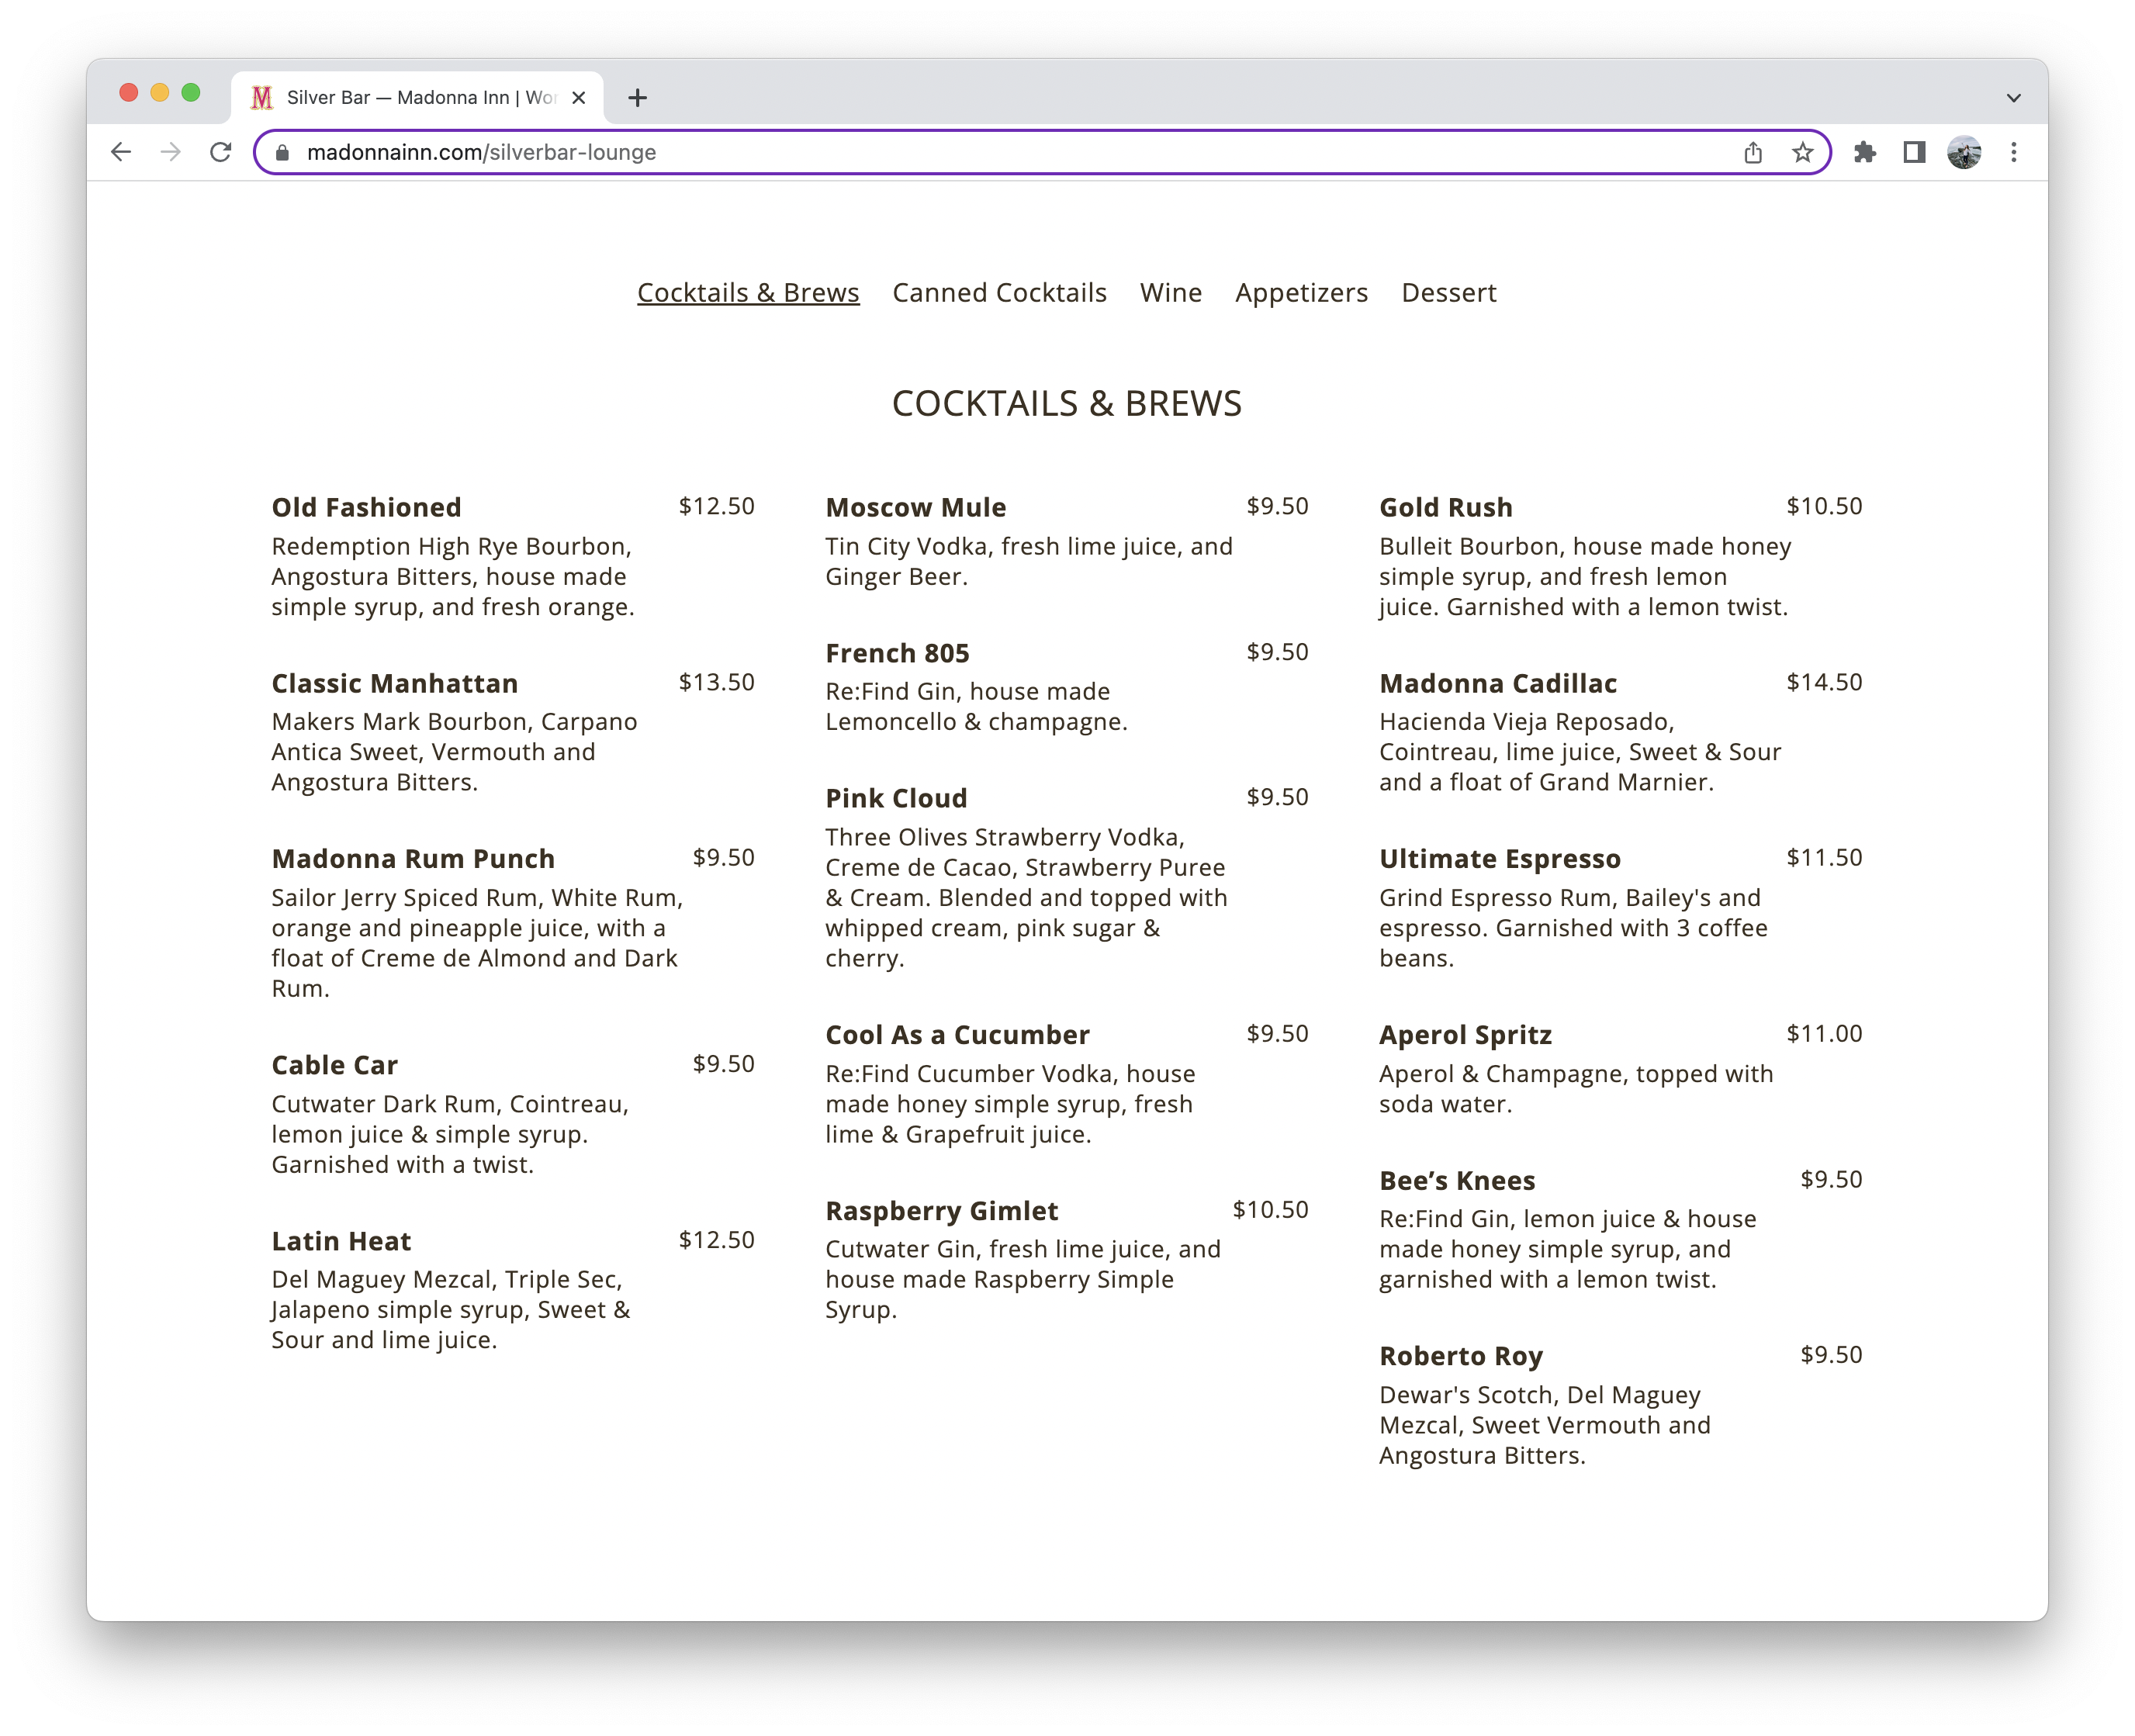 Silver Bar — Madonna Inn | Wor
madonnainn.com/silverbar-lounge
Cocktails & Brews Canned Cocktails Wine Appetizers Dessert
COCKTAILS & BREWS
Old Fashioned $12.50
Redemption High Rye Bourbon,
Angostura Bitters, house made
simple syrup, and fresh orange.
Classic Manhattan $13.50
Makers Mark Bourbon, Carpano
Antica Sweet, Vermouth and
Angostura Bitters.
Madonna Rum Punch $9.50
Sailor Jerry Spiced Rum, White Rum,
orange and pineapple juice, with a
float of Creme de Almond and Dark
Rum.
Cable Car $9.50
Cutwater Dark Rum, Cointreau,
lemon juice & simple syrup.
Garnished with a twist.
Latin Heat $12.50
Del Maguey Mezcal, Triple Sec,
Jalapeno simple syrup, Sweet &
Sour and lime juice.
Moscow Mule $9.50
Tin City Vodka, fresh lime juice, and
Ginger Beer.
French 805 $9.50
Re:Find Gin, house made
Lemoncello & champagne.
Pink Cloud $9.50
Three Olives Strawberry Vodka,
Creme de Cacao, Strawberry Puree
& Cream. Blended and topped with
whipped cream, pink sugar &
cherry.
Cool As a Cucumber $9.50
Re:Find Cucumber Vodka, house
made honey simple syrup, fresh
lime & Grapefruit juice.
Raspberry Gimlet $10.50
Cutwater Gin, fresh lime juice, and
house made Raspberry Simple
Syrup.
Gold Rush $10.50
Bulleit Bourbon, house made honey
simple syrup, and fresh lemon
juice. Garnished with a lemon twist.
Madonna Cadillac $14.50
Hacienda Vieja Reposado,
Cointreau, lime juice, Sweet & Sour
and a float of Grand Marnier.
Ultimate Espresso $11.50
Grind Espresso Rum, Bailey's and
espresso. Garnished with 3 coffee
beans.
Aperol Spritz $11.00
Aperol & Champagne, topped with
soda water.
Bee’s Knees $9.50
Re:Find Gin, lemon juice & house
made honey simple syrup, and
garnished with a lemon twist.
Roberto Roy $9.50
Dewar's Scotch, Del Maguey
Mezcal, Sweet Vermouth and
Angostura Bitters.